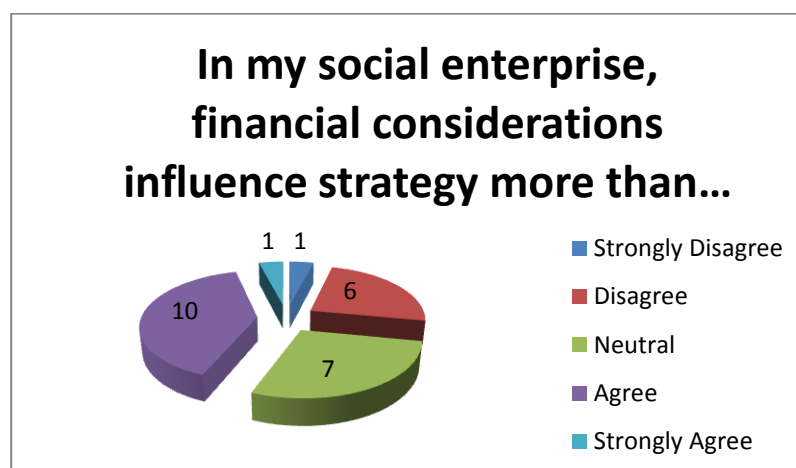 In my social enterprise,
financial considerations
influence strategy more than…
1 1
6
10
7
Strongly Disagree
Disagree
Neutral
Agree
Strongly Agree